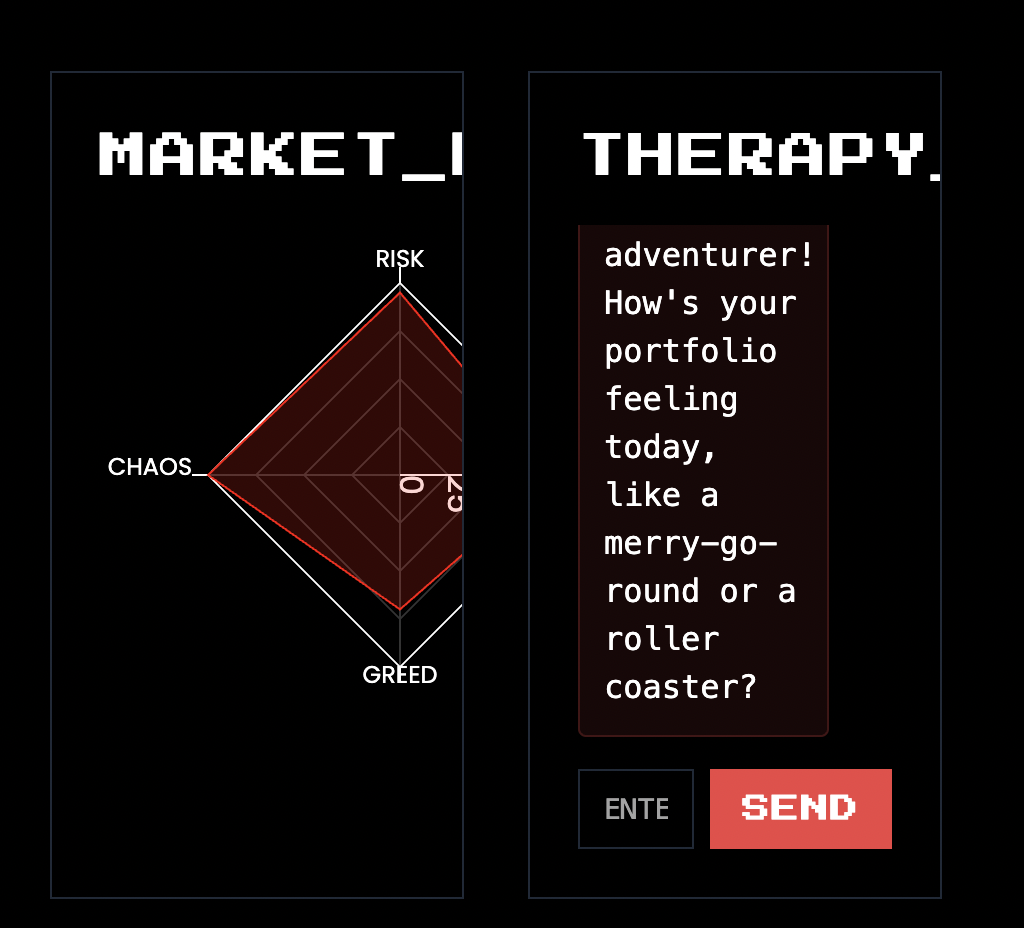 MARKET_
RISK
CHAOS
0
25
GREED
THERAPY_
adventurer!
How's your
portfolio
feeling
today,
like a
merry-go-
round or a
roller
coaster?
ENTE
SEND